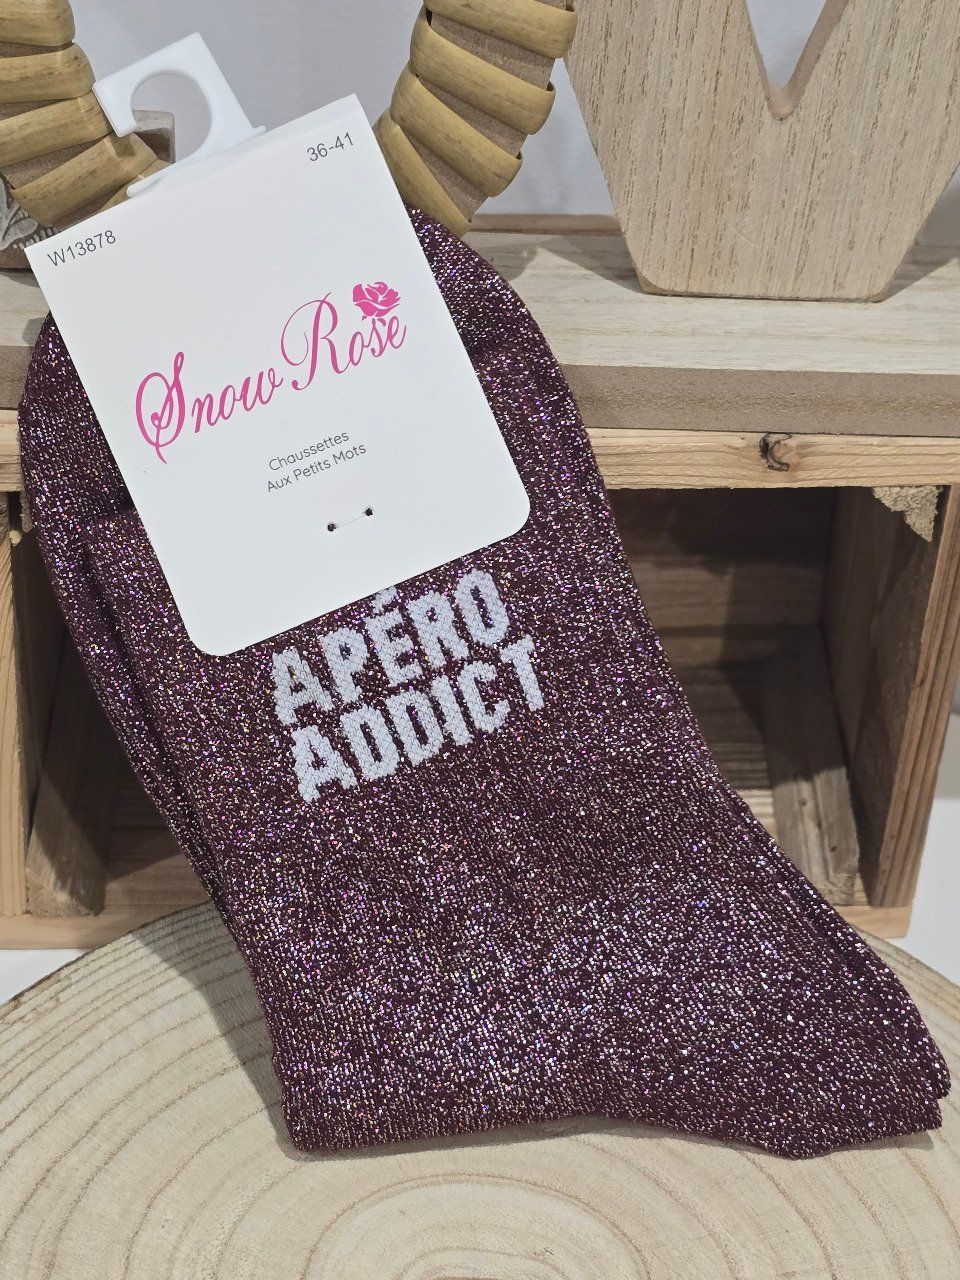 36-41
W13878
Snow Rose
Chaussettes
Aux Petits Mots
APÉRO
ADDICT